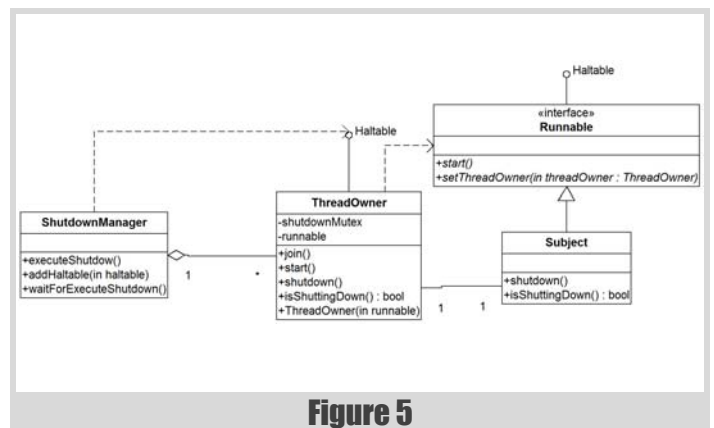 Haltable
«interface»
Runnable
+start()
+setThreadOwner(in threadOwner : ThreadOwner)
Haltable
ThreadOwner
-shutdownMutex
-runnable
+join()
+start()
+shutdown()
+isShuttingDown() : bool
+ThreadOwner(in runnable)
ShutdownManager
+executeShutdow()
+addHaltable(in haltable)
+waitForExecuteShutdown()
1
*
Subject
+shutdown()
+isShuttingDown() : bool
1
1
Figure 5